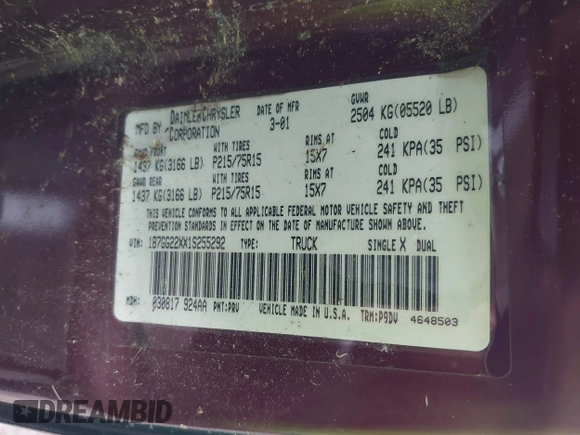 MFD BY DAIMLERCHRYSLER CORPORATION DATE OF MFR 3-01 GVWR 2504 KG(05520 LB)
GAWR FRONT WITH TIRES RIMS AT COLD
1437 KG(3166 LB) P215/75R15 15X7 241 KPA(35 PSI)
GAWR REAR WITH TIRES RIMS AT COLD
1437 KG(3166 LB) P215/75R15 15X7 241 KPA(35 PSI)
THIS VEHICLE CONFORMS TO ALL APPLICABLE FEDERAL MOTOR VEHICLE SAFETY AND THEFT
PREVENTION STANDARDS IN EFFECT ON THE DATE OF MANUFACTURE SHOWN ABOVE.
VIN: 1B7GG22XX1S255292 TYPE: TRUCK SINGLE X DUAL
MDH: 030817 924AA PNT:PRV VEHICLE MADE IN U.S.A. TRM:P9DV 4648503
DREAMBID